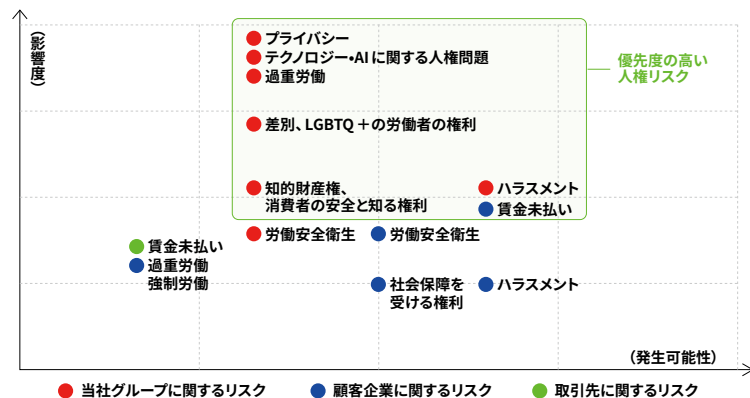 (影響度)
プライバシー
テクノロジー・AIに関する人権問題
過重労働
優先度の高い
人権リスク
差別、LGBTQ＋の労働者の権利
知的財産権、
消費者の安全と知る権利
ハラスメント
賃金未払い
労働安全衛生
労働安全衛生
賃金未払い
過重労働
強制労働
社会保障を
受ける権利
ハラスメント
(発生可能性)
当社グループに関するリスク
顧客企業に関するリスク
取引先に関するリスク